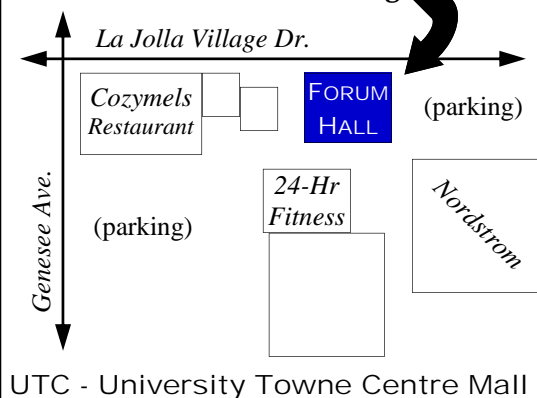 g
La Jolla Village Dr.
Cozymels
Restaurant
FORUM
HALL
(parking)
24-Hr
Fitness
Nordstrom
(parking)
Genesee Ave.
UTC - University Towne Centre Mall